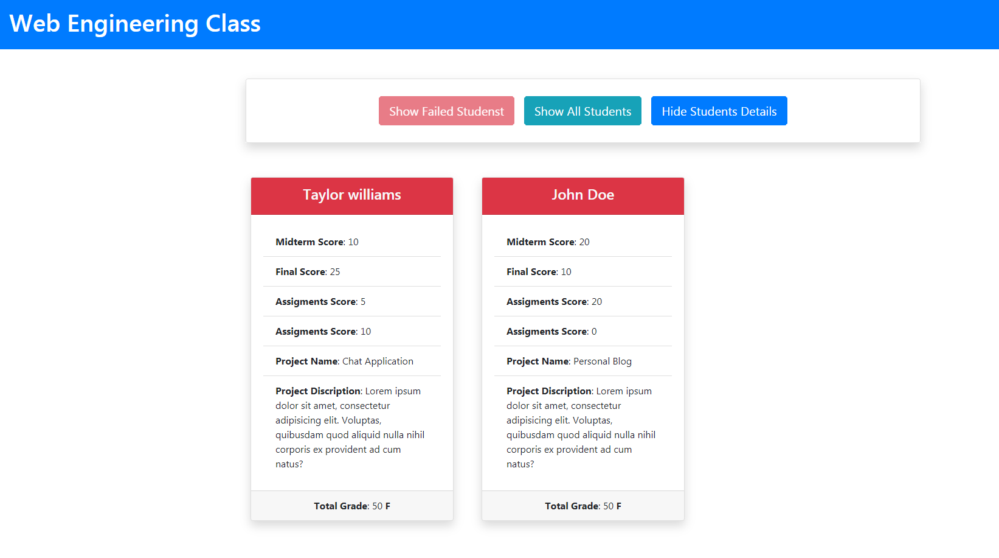 Web Engineering Class
Show Failed Studenst
Show All Students
Hide Students Details
Taylor williams
Midterm Score: 10
Final Score: 25
Assigments Score: 5
Assigments Score: 10
Project Name: Chat Application
Project Discription: Lorem ipsum
dolor sit amet, consectetur
adipisicing elit. Voluptas,
quibusdam quod aliquid nulla nihil
corporis ex provident ad cum
natus?
Total Grade: 50 F
John Doe
Midterm Score: 20
Final Score: 10
Assigments Score: 20
Assigments Score: 0
Project Name: Personal Blog
Project Discription: Lorem ipsum
dolor sit amet, consectetur
adipisicing elit. Voluptas,
quibusdam quod aliquid nulla nihil
corporis ex provident ad cum
natus?
Total Grade: 50 F